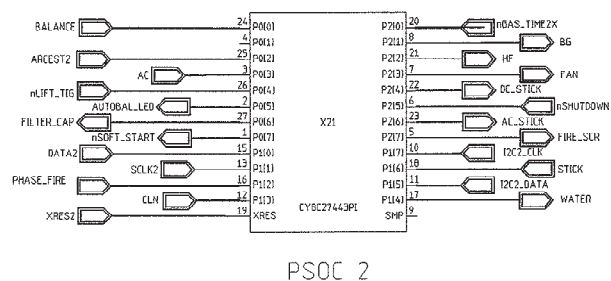 BALANCE 24 P0(0) P2(0) 20 nBAS_TIME2X
4 P0(1) P2(1) 8 BG
ARCEST2 25 P0(2) P2(2) 21 HF
AC 3 P0(3) P2(3) 7 FAN
nLIFT_TIG 26 P0(4) P2(4) 22 DC_STICK
AUTOBAL_LED 2 P0(5) P2(5) 6 nSHUTDOWN
FILTER_CAP 27 P0(6) X21 P2(6) 23 AC_STICK
nSOFT_START 1 P0(7) P2(7) 5 FIRE_SCR
DATA2 15 P1(0) P1(7) 10 I2C2_CLK
SCLK2 13 P1(1) P1(6) 18 STICK
PHASE_FIRE 16 P1(2) P1(5) 11 I2C2_DATA
CLN 12 P1(3) P1(4) 17 WATER
XRES2 19 XRES CY8C27443PI SMP 9
PSOC 2